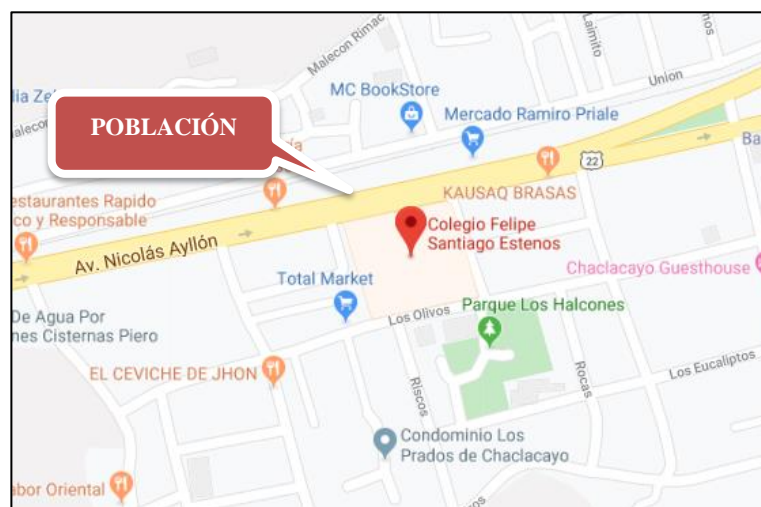 Malecon Rimac
Laimito
Union
MC BookStore
Mercado Ramiro Priale
POBLACIÓN
22
KAUSAQ BRASAS
estaurantes Rapido
co y Responsable
Colegio Felipe
Santiago Estenos
Av. Nicolás Ayllón
Chaclacayo Guesthouse
Total Market
Parque Los Halcones
De Agua Por
nes Cisternas Piero
Los Olivos
EL CEVICHE DE JHON
Riscos
Rocas
Los Eucaliptos
Condominio Los
Prados de Chaclacayo
abor Oriental